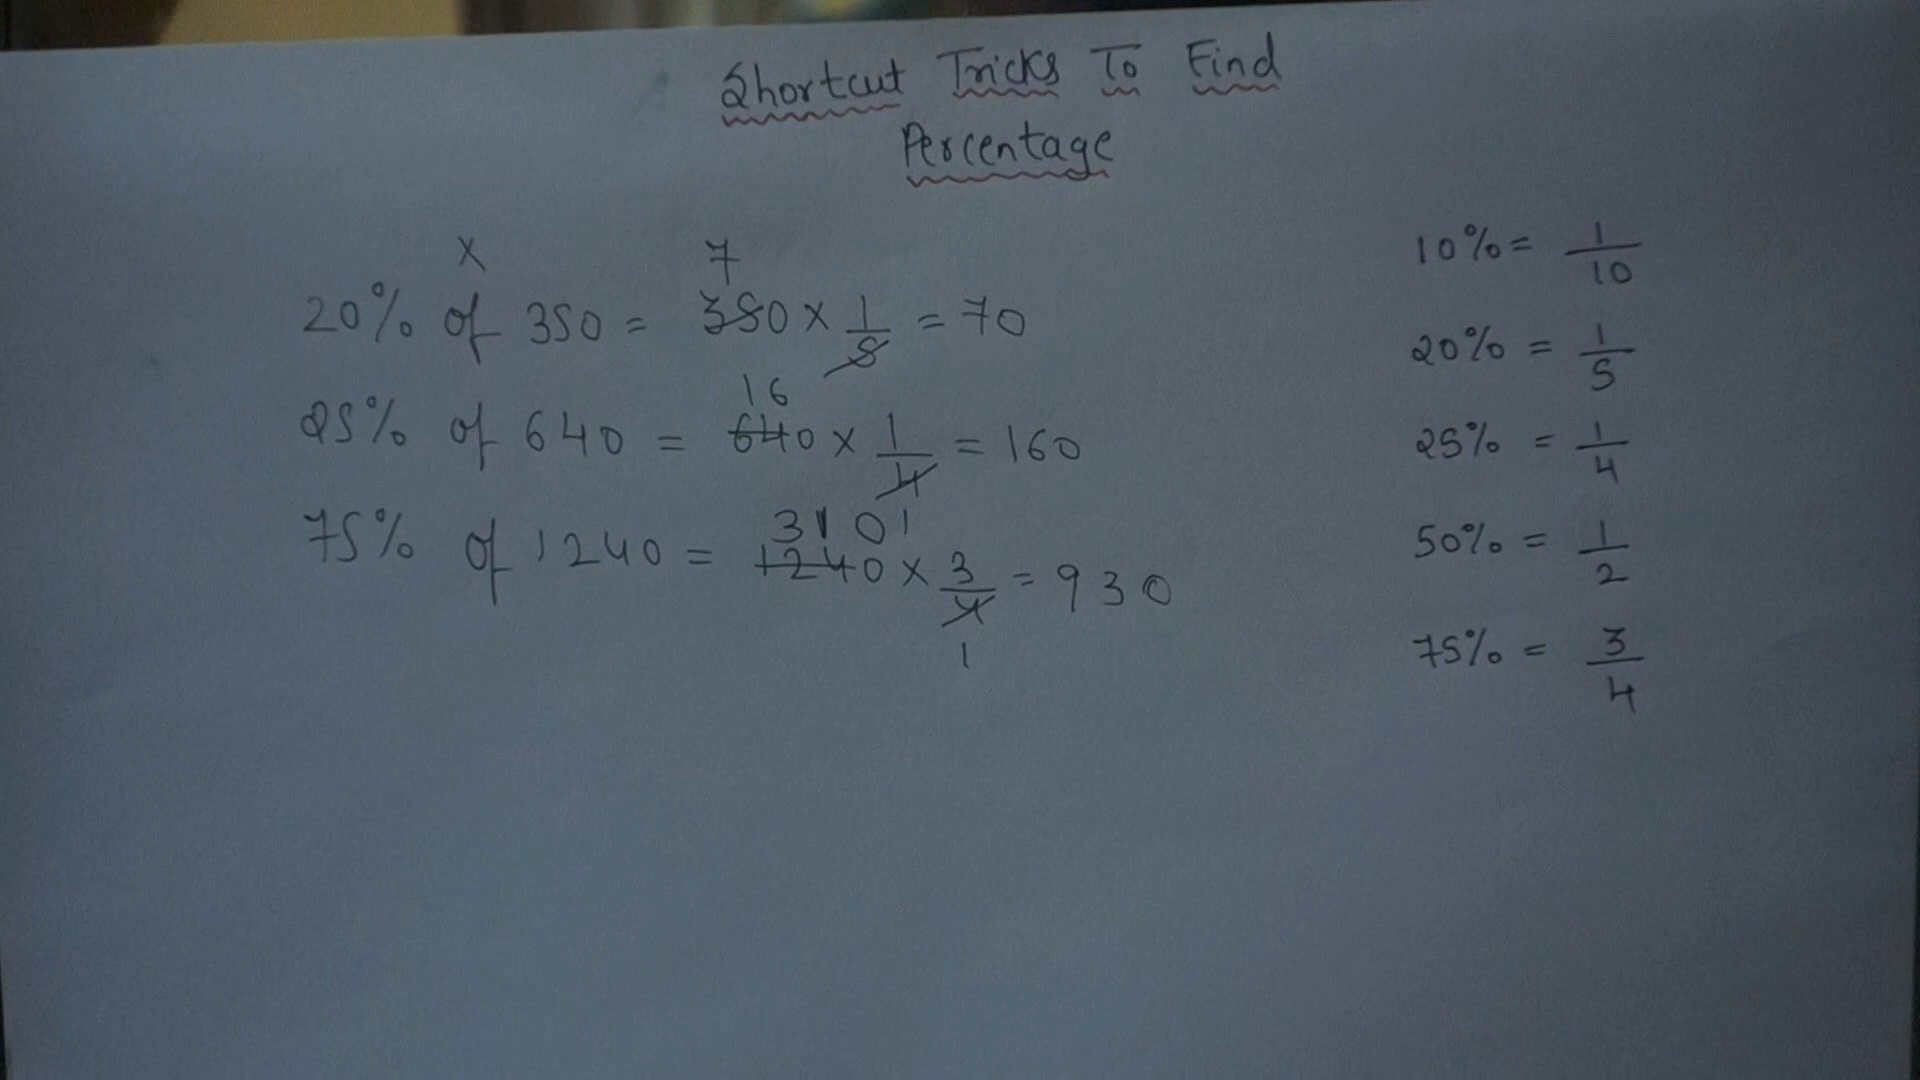 Shortcut Tricks To Find
Percentage
x
7
20% of 350 = 350 x 1/5 = 70
16
25% of 640 = 640 x 1/4 = 160
3101
75% of 1240 = 1240 x 3/4 = 930
1
10% = 1/10
20% = 1/5
25% = 1/4
50% = 1/2
75% = 3/4